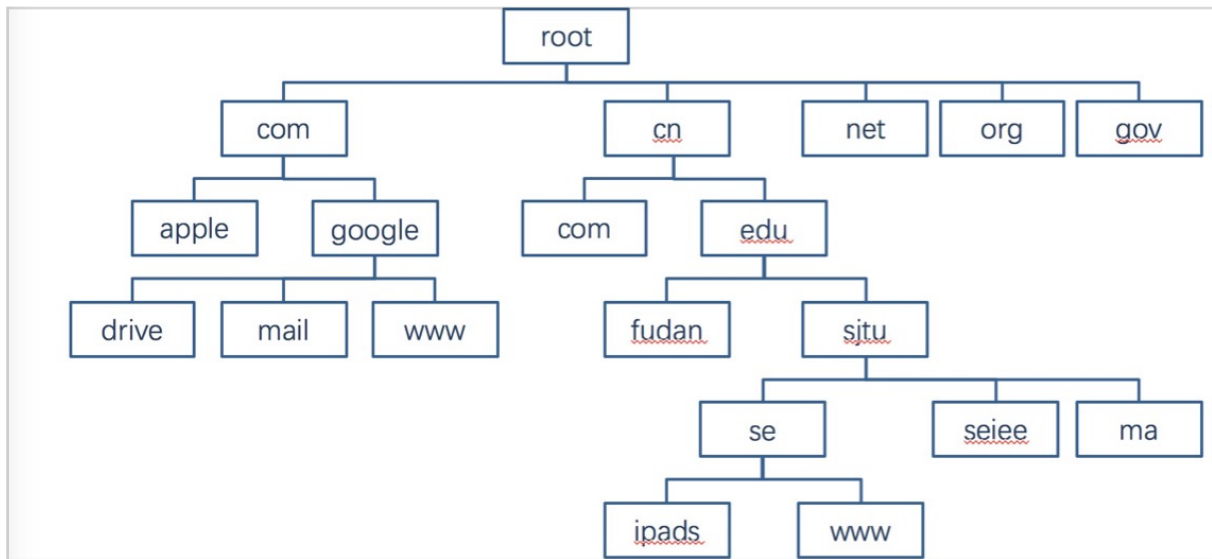 root
com cn net org gov
apple google com edu
drive mail www fudan sjtu
se seiee ma
ipads www